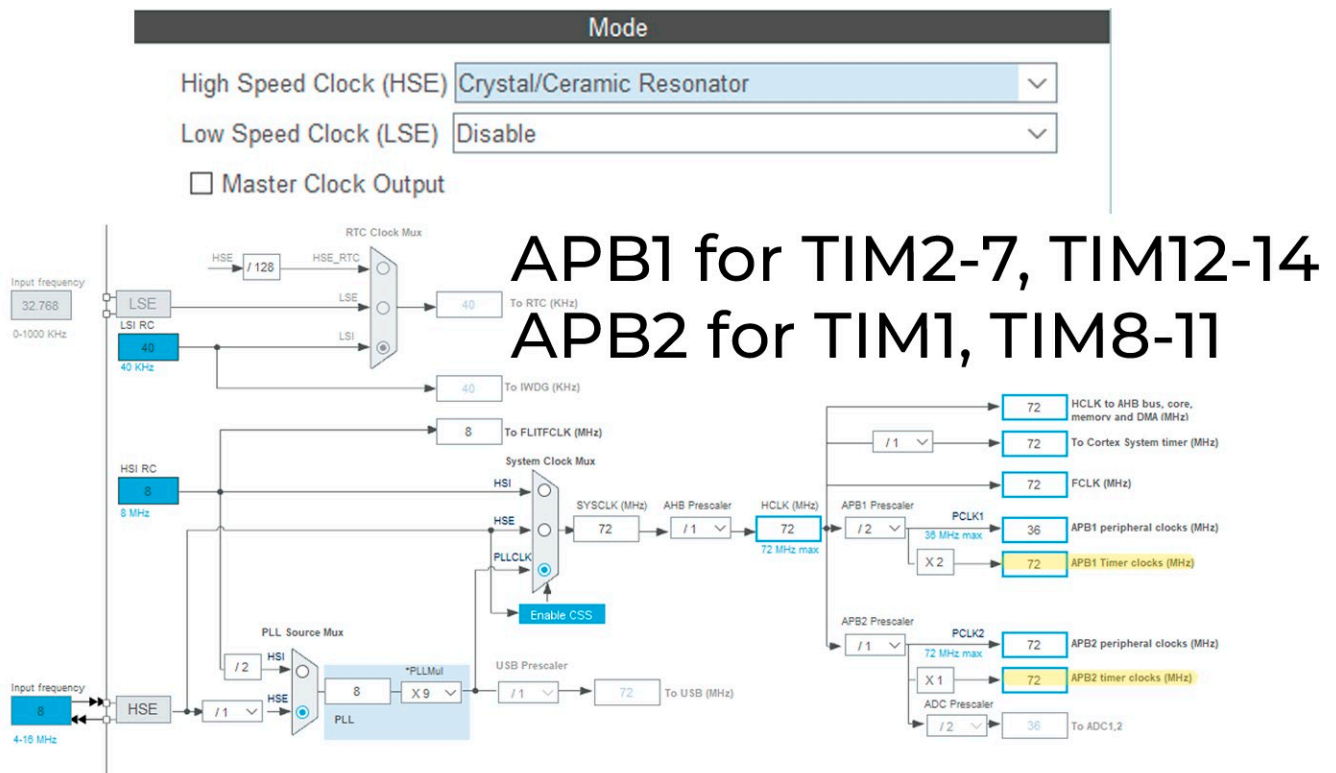 Mode
High Speed Clock (HSE) Crystal/Ceramic Resonator
Low Speed Clock (LSE) Disable
Master Clock Output
APB1 for TIM2-7, TIM12-14
APB2 for TIM1, TIM8-11
RTC Clock Mux
HSE
/ 128
HSE_RTC
Input frequency
32.768
0-1000 KHz
LSE
LSE
40
To RTC (KHz)
LSI RC
40
40 KHz
LSI
40
To IWDG (KHz)
8
To FLITFCLK (MHz)
HSI RC
8
8 MHz
System Clock Mux
HSI
HSE
PLLCLK
Enable CSS
SYSCLK (MHz)
72
AHB Prescaler
/ 1
HCLK (MHz)
72
72 MHz max
72
HCLK to AHB bus, core,
memory and DMA (MHz)
/ 1
72
To Cortex System timer (MHz)
72
FCLK (MHz)
APB1 Prescaler
/ 2
PCLK1
36 MHz max
36
APB1 peripheral clocks (MHz)
X 2
72
APB1 Timer clocks (MHz)
APB2 Prescaler
/ 1
PCLK2
72 MHz max
72
APB2 peripheral clocks (MHz)
X 1
72
APB2 timer clocks (MHz)
ADC Prescaler
/ 2
36
To ADC1,2
PLL Source Mux
/ 2
HSI
HSE
8
*PLLMul
X 9
PLL
USB Prescaler
/ 1
72
To USB (MHz)
Input frequency
8
4-16 MHz
HSE
/ 1